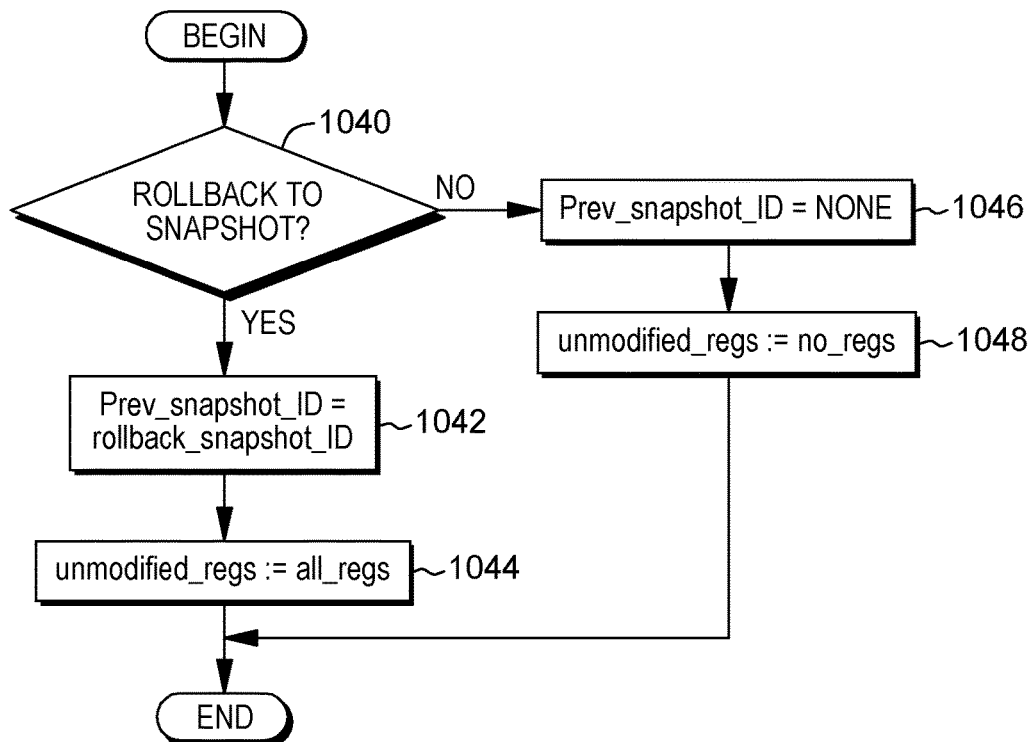 BEGIN
1040
ROLLBACK TO
SNAPSHOT?
NO
Prev_snapshot_ID = NONE
1046
YES
unmodified_regs := no_regs
1048
Prev_snapshot_ID =
rollback_snapshot_ID
1042
unmodified_regs := all_regs
1044
END